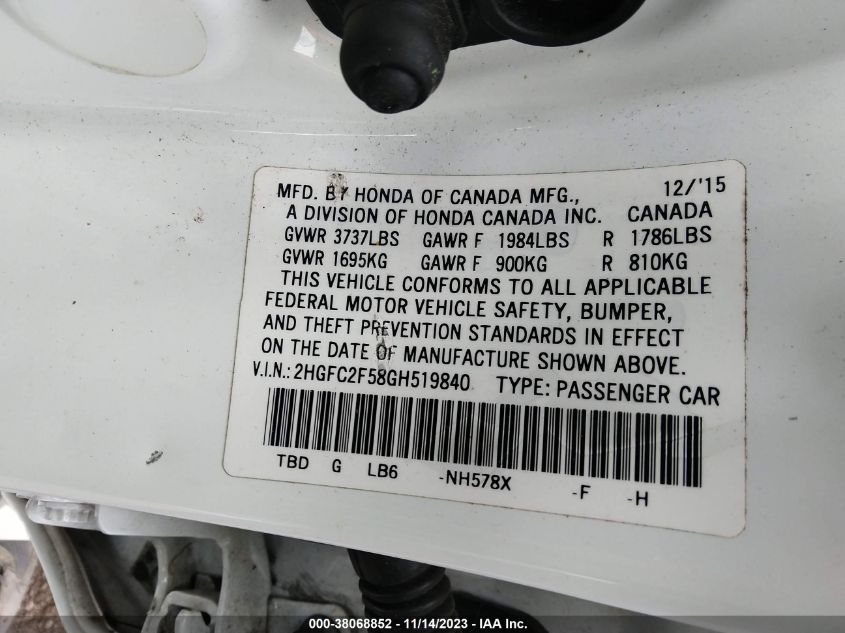 MFD. BY HONDA OF CANADA MFG., 12/'15
A DIVISION OF HONDA CANADA INC. CANADA
GVWR 3737LBS GAWR F 1984LBS R 1786LBS
GVWR 1695KG GAWR F 900KG R 810KG
THIS VEHICLE CONFORMS TO ALL APPLICABLE
FEDERAL MOTOR VEHICLE SAFETY, BUMPER,
AND THEFT PREVENTION STANDARDS IN EFFECT
ON THE DATE OF MANUFACTURE SHOWN ABOVE.
V.I.N.: 2HGFC2F58GH519840 TYPE: PASSENGER CAR
TBD G LB6 -NH578X -F -H
000-38068852 - 11/14/2023 - IAA Inc.